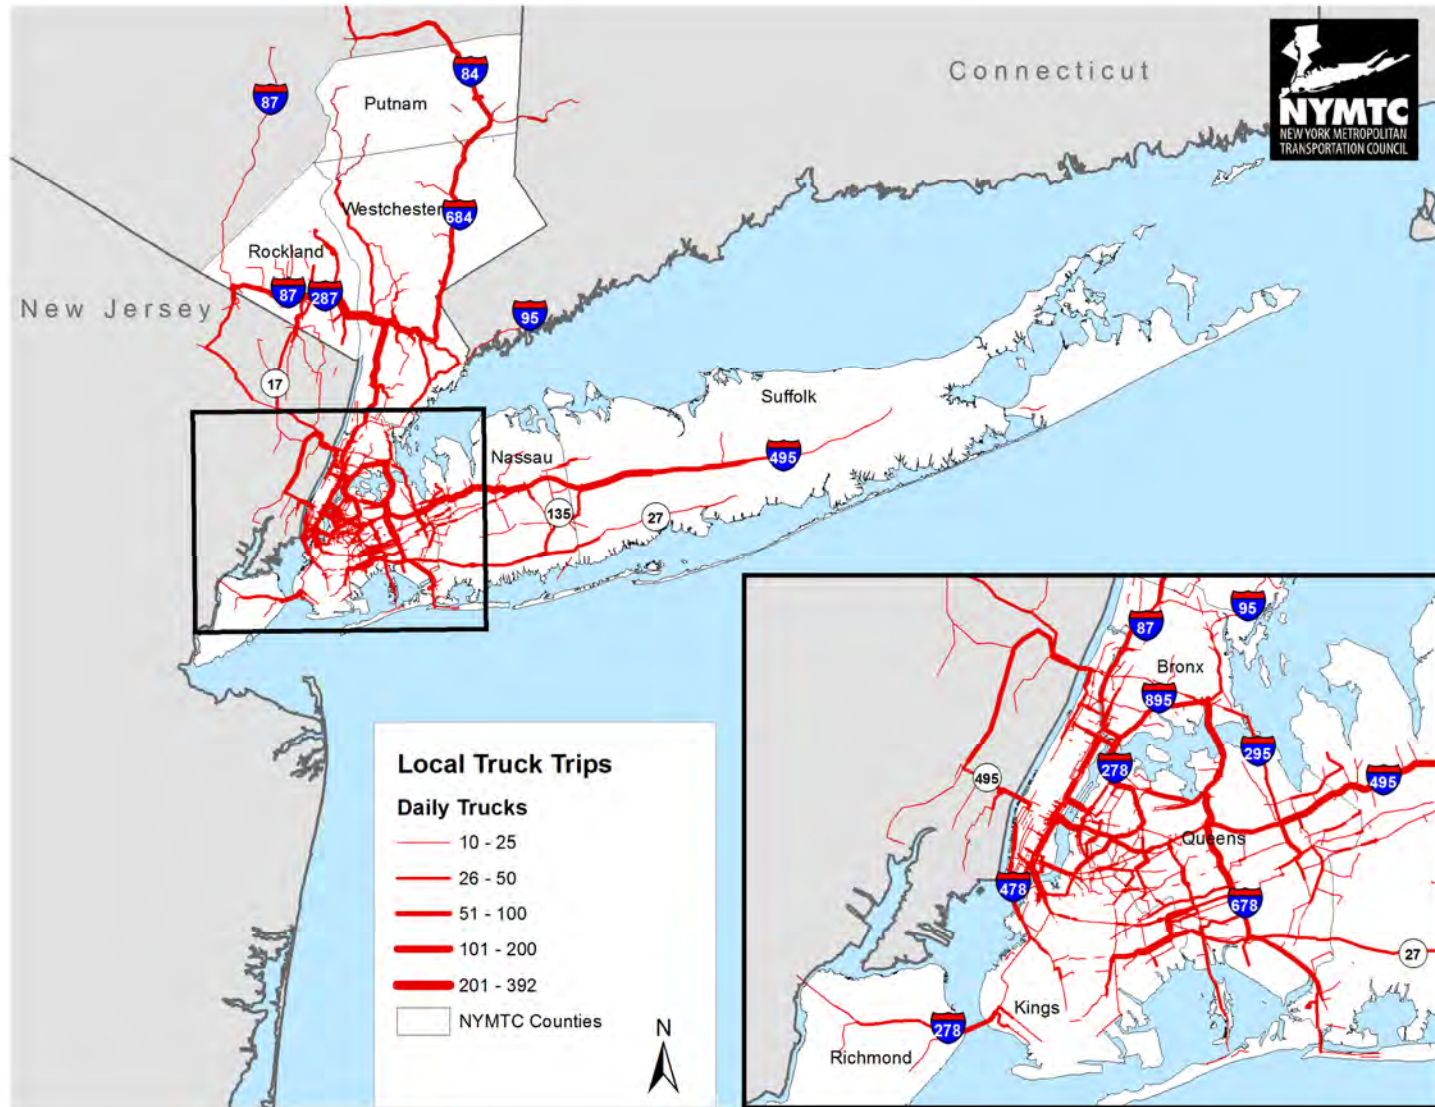 Connecticut
NYMTC
NEW YORK METROPOLITAN
TRANSPORTATION COUNCIL
84
87
Putnam
Westchester
684
Rockland
87
287
New Jersey
95
17
Suffolk
Nassau
495
135
27
Local Truck Trips
Daily Trucks
10 - 25
26 - 50
51 - 100
101 - 200
201 - 392
NYMTC Counties
N
95
87
Bronx
895
295
278
495
495
Queens
478
678
27
Kings
278
Richmond